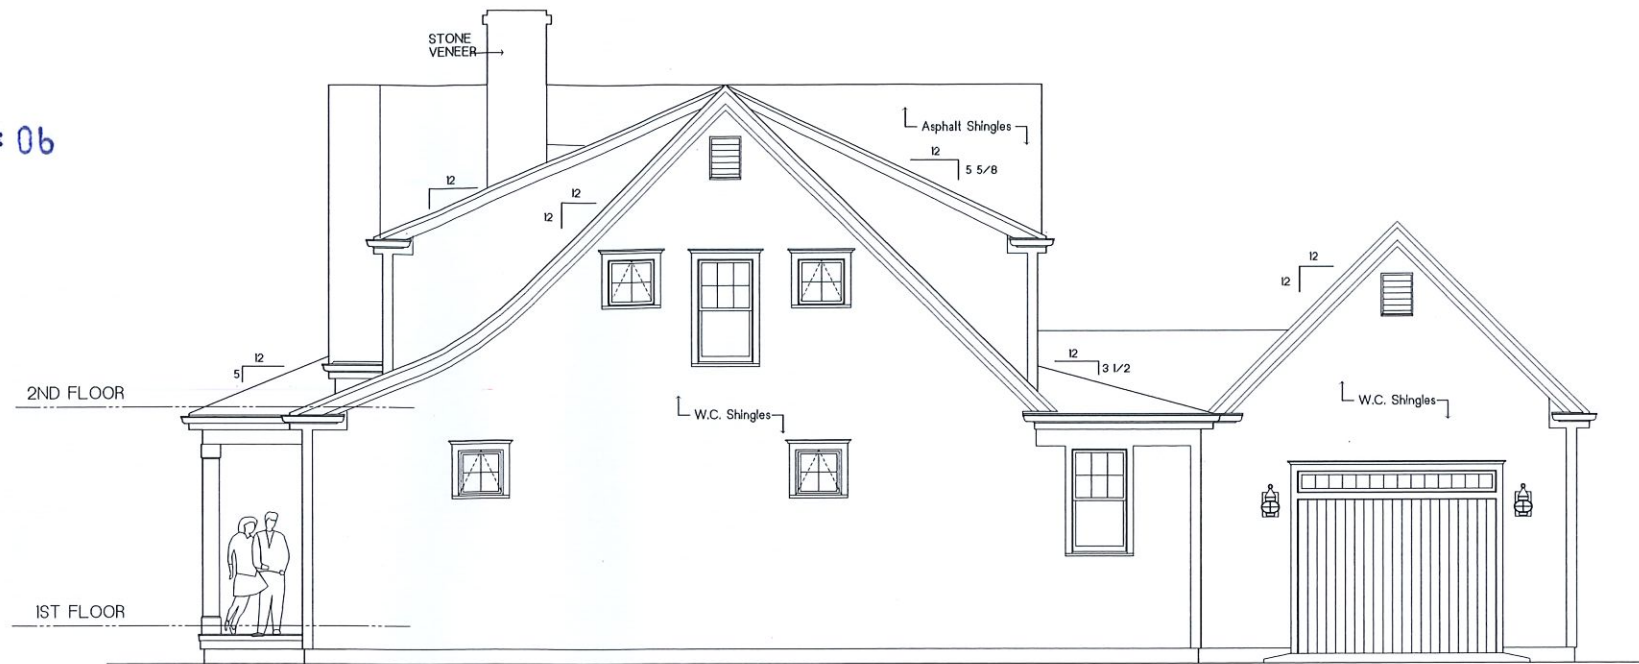 STONE
VENEER
: 06
Asphalt Shingles
12
5 5/8
12
12
12
12
12
12
5
12
3 1/2
2ND FLOOR
W.C. Shingles
W.C. Shingles
1ST FLOOR